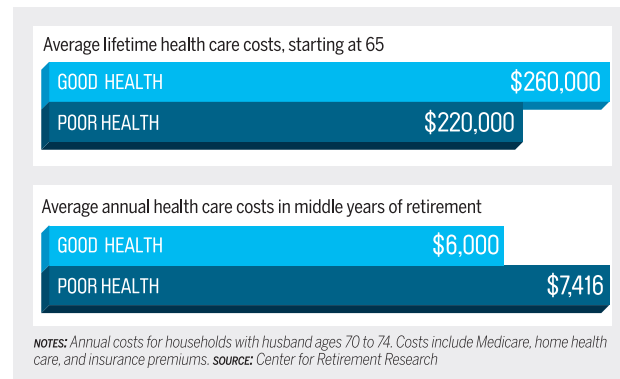 Average lifetime health care costs, starting at 65
GOOD HEALTH $260,000
POOR HEALTH $220,000
Average annual health care costs in middle years of retirement
GOOD HEALTH $6,000
POOR HEALTH $7,416
NOTES: Annual costs for households with husband ages 70 to 74. Costs include Medicare, home health
care, and insurance premiums. SOURCE: Center for Retirement Research